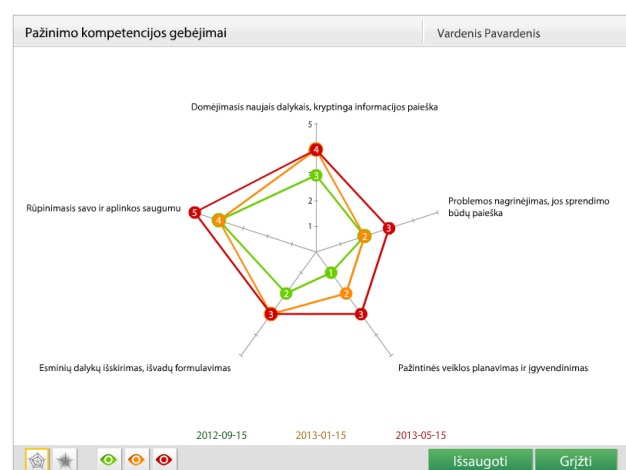 Pažinimo kompetencijos gebėjimai
Vardenis Pavardenis
Domėjimasis naujais dalykais, kryptinga informacijos paieška
5
4
3
2
1
5
4
Rūpinimasis savo ir aplinkos saugumu
3
2
Problemos nagrinėjimas, jos sprendimo
būdų paieška
1
2
2
3
3
Esminių dalykų išskirimas, išvadų formulavimas
Pažintinės veiklos planavimas ir įgyvendinimas
2012-09-15
2013-01-15
2013-05-15
Išsaugoti
Grįžti